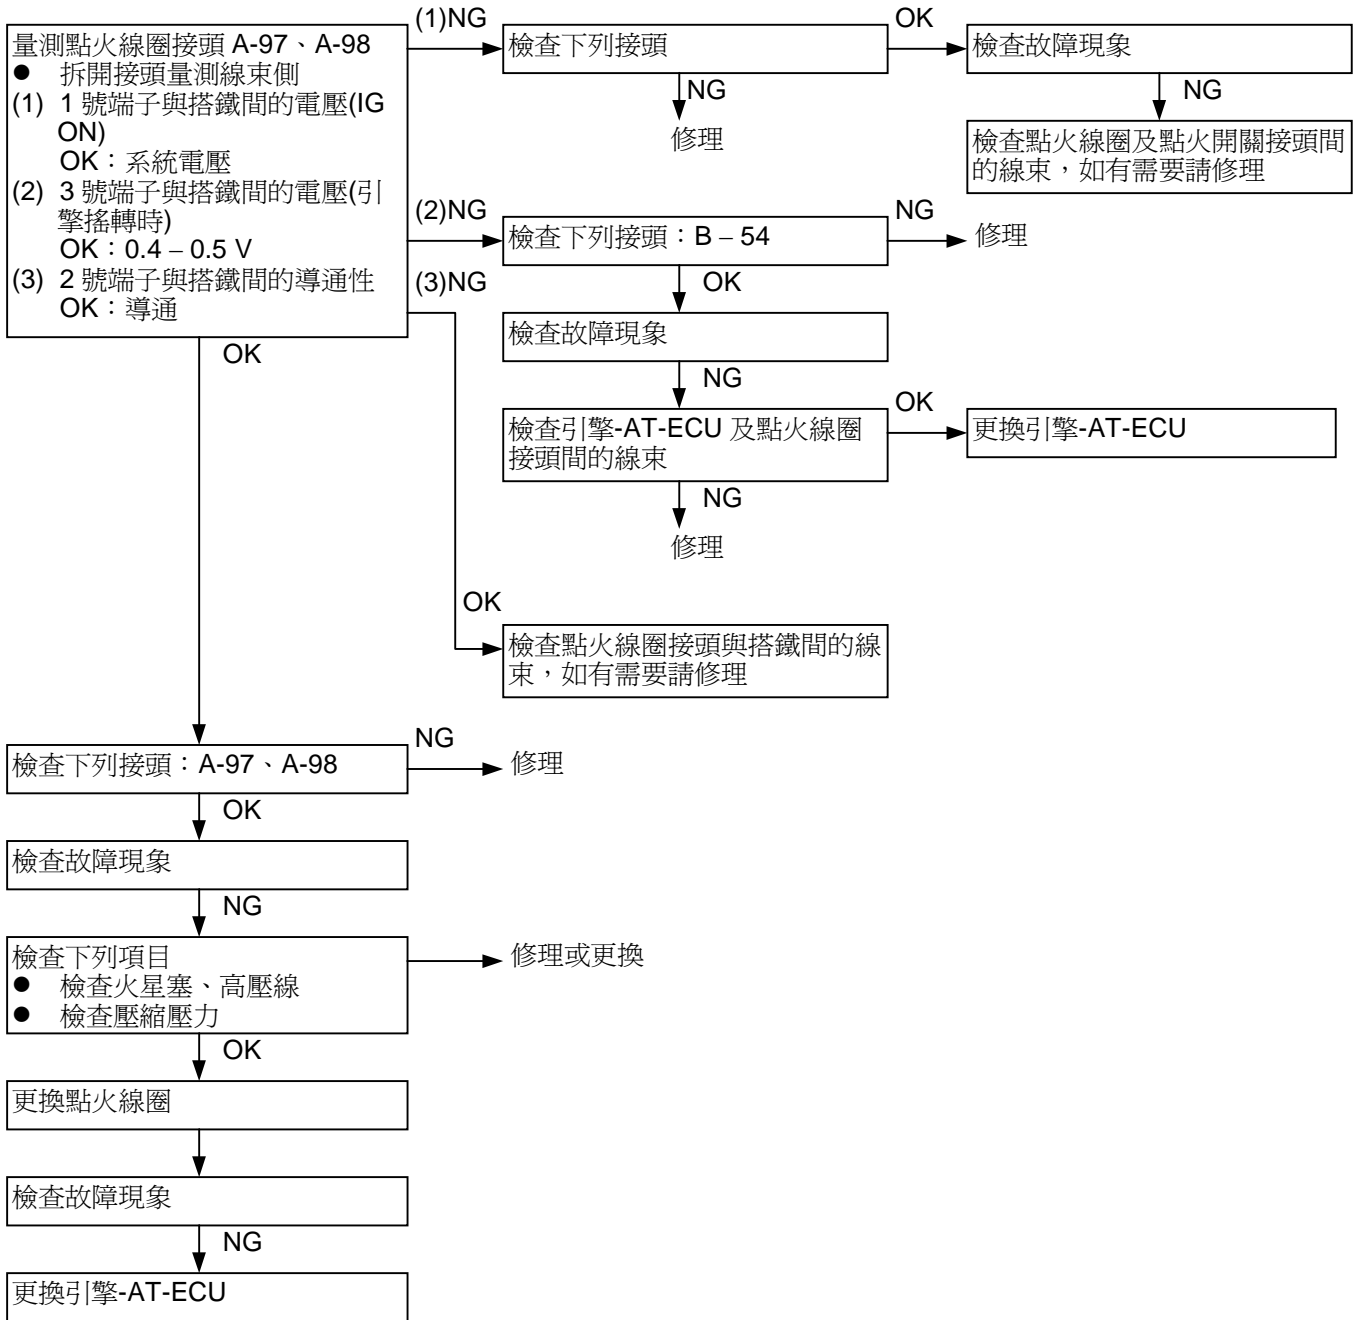 量測點火線圈接頭 A-97、A-98
● 拆開接頭量測線束側
(1) 1 號端子與搭鐵間的電壓(IG
ON)
OK：系統電壓
(2) 3 號端子與搭鐵間的電壓(引
擎搖轉時)
OK：0.4 – 0.5 V
(3) 2 號端子與搭鐵間的導通性
OK：導通
(1)NG
檢查下列接頭
OK
檢查故障現象
NG
修理
NG
檢查點火線圈及點火開關接頭間
的線束，如有需要請修理
(2)NG
檢查下列接頭：B – 54
NG
修理
OK
檢查故障現象
NG
檢查引擎-AT-ECU 及點火線圈
接頭間的線束
OK
更換引擎-AT-ECU
NG
修理
(3)NG
OK
檢查點火線圈接頭與搭鐵間的線
束，如有需要請修理
OK
檢查下列接頭：A-97、A-98
NG
修理
OK
檢查故障現象
NG
檢查下列項目
● 檢查火星塞、高壓線
● 檢查壓縮壓力
修理或更換
OK
更換點火線圈
檢查故障現象
NG
更換引擎-AT-ECU